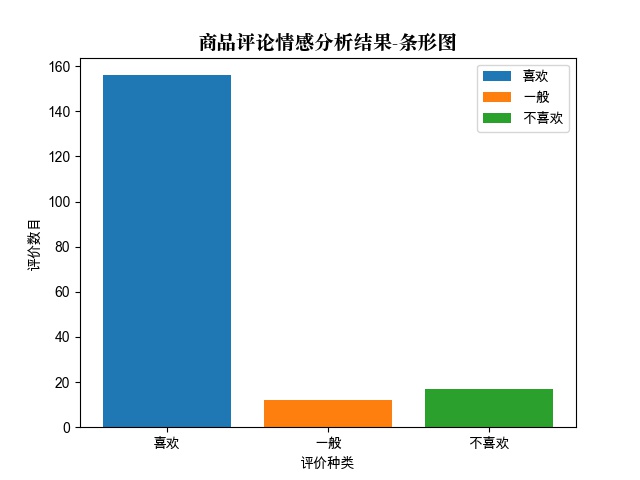 商品评论情感分析结果-条形图
160
140
120
100
80
60
40
20
0
评价数目
喜欢
一般
不喜欢
喜欢 一般 不喜欢
评价种类